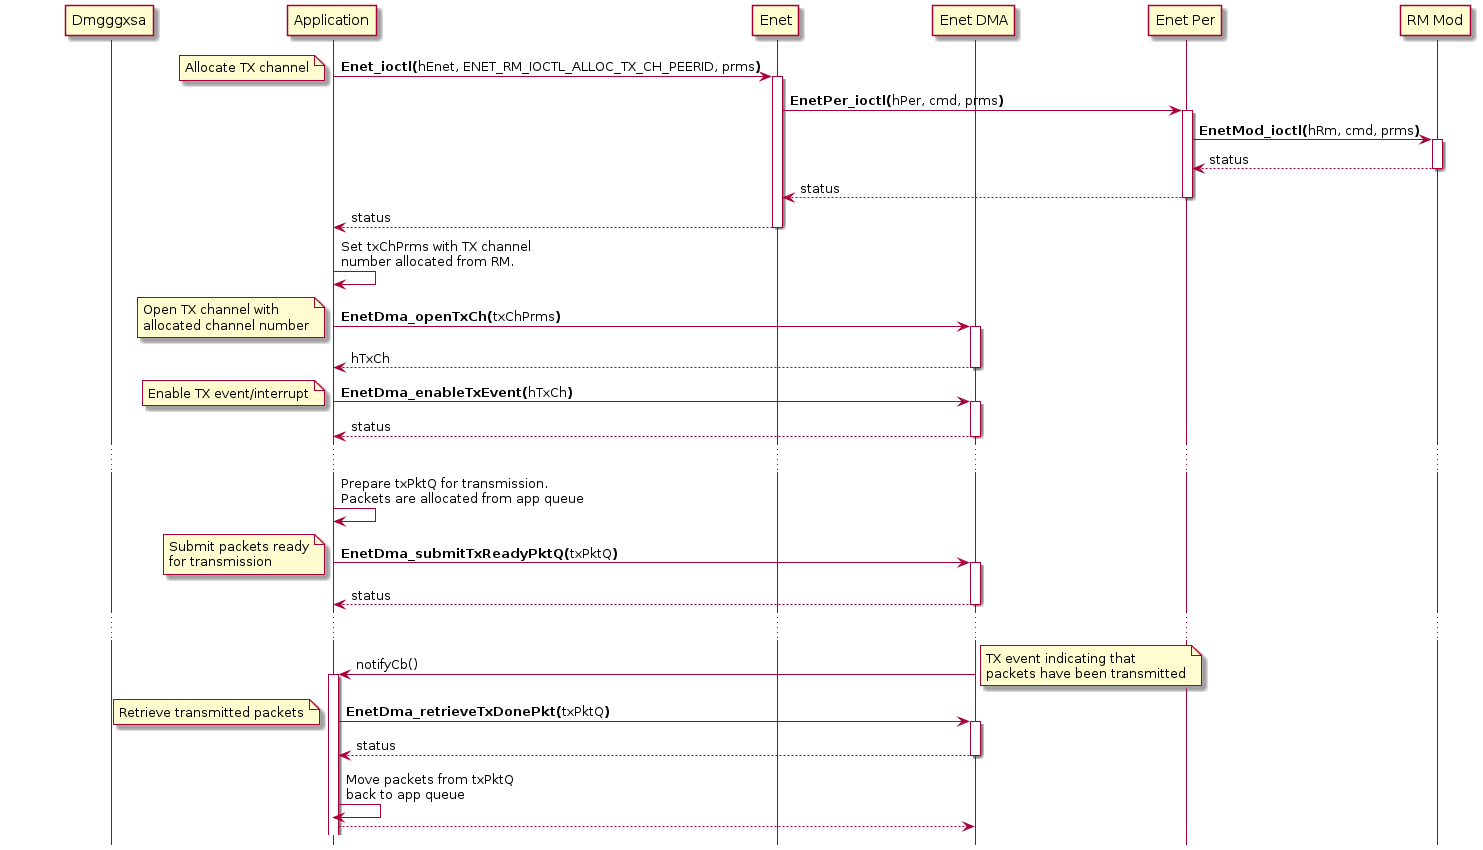 Dmgggxsa
Application
Enet
Enet DMA
Enet Per
RM Mod
Allocate TX channel
Enet_ioctl(hEnet, ENET_RM_IOCTL_ALLOC_TX_CH_PEERID, prms)
EnetPer_ioctl(hPer, cmd, prms)
EnetMod_ioctl(hRm, cmd, prms)
status
status
status
Set txChPrms with TX channel
number allocated from RM.
Open TX channel with
allocated channel number
EnetDma_openTxCh(txChPrms)
hTxCh
Enable TX event/interrupt
EnetDma_enableTxEvent(hTxCh)
status
Prepare txPktQ for transmission.
Packets are allocated from app queue
Submit packets ready
for transmission
EnetDma_submitTxReadyPktQ(txPktQ)
status
notifyCb()
TX event indicating that
packets have been transmitted
Retrieve transmitted packets
EnetDma_retrieveTxDonePkt(txPktQ)
status
Move packets from txPktQ
back to app queue